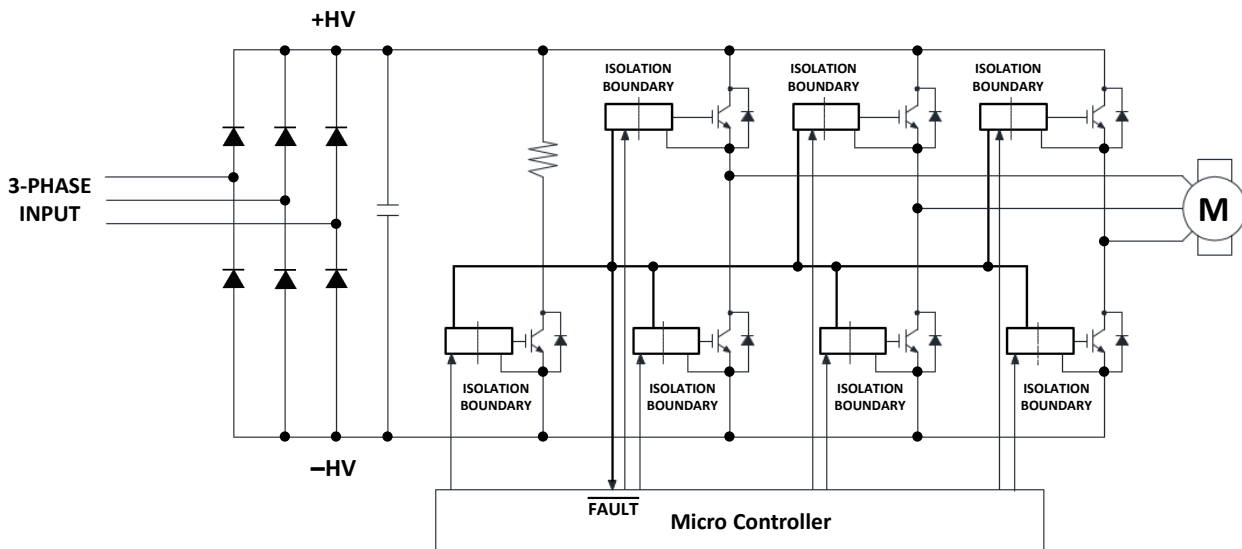 +HV
ISOLATION
BOUNDARY
ISOLATION
BOUNDARY
ISOLATION
BOUNDARY
3-PHASE
INPUT
M
ISOLATION
BOUNDARY
ISOLATION
BOUNDARY
ISOLATION
BOUNDARY
ISOLATION
BOUNDARY
–HV
FAULT
Micro Controller